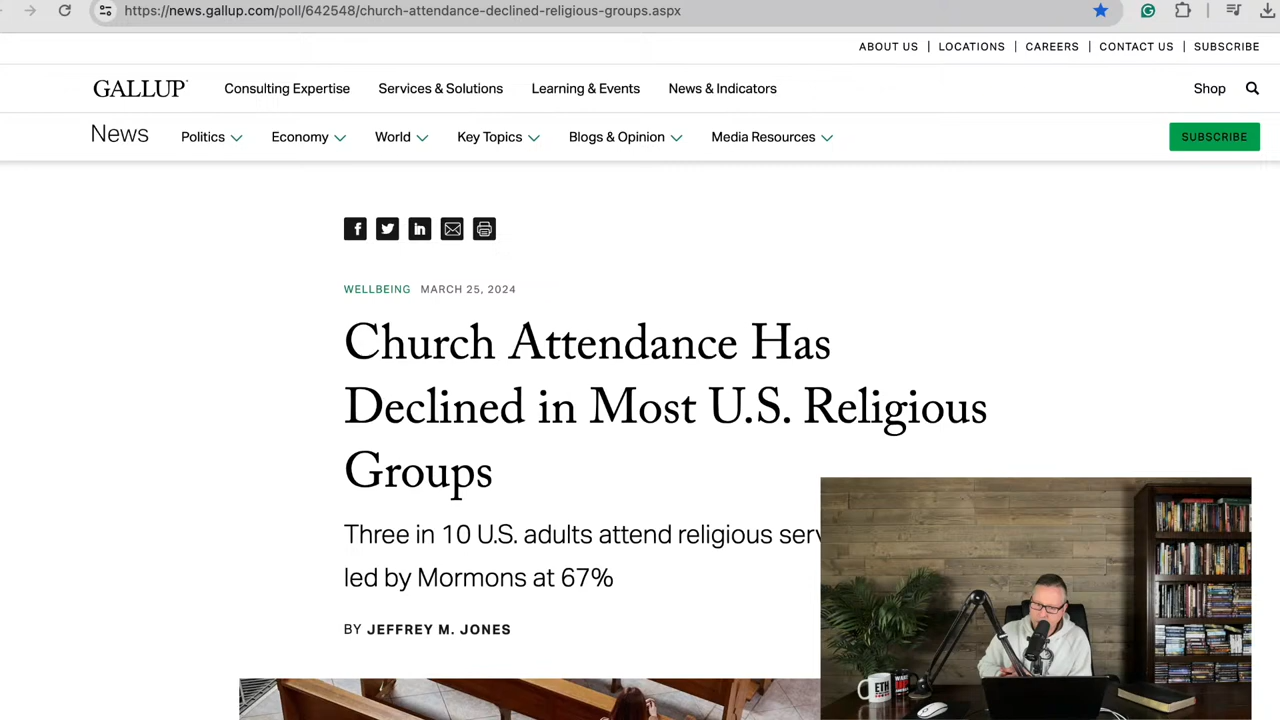 https://news.gallup.com/poll/642548/church-attendance-declined-religious-groups.aspx
ABOUT US | LOCATIONS | CAREERS | CONTACT US | SUBSCRIBE
GALLUP Consulting Expertise Services & Solutions Learning & Events News & Indicators Shop
News Politics Economy World Key Topics Blogs & Opinion Media Resources SUBSCRIBE
WELLBEING MARCH 25, 2024
Church Attendance Has
Declined in Most U.S. Religious
Groups
Three in 10 U.S. adults attend religious
led by Mormons at 67%
BY JEFFREY M. JONES